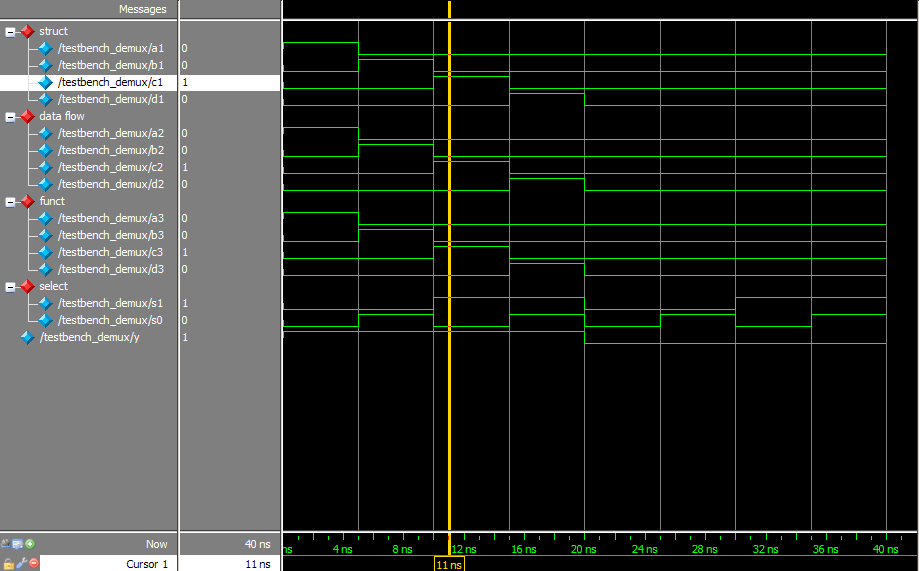 Messages
struct
/testbench_demux/a1 0
/testbench_demux/b1 0
/testbench_demux/c1 1
/testbench_demux/d1 0
data flow
/testbench_demux/a2 0
/testbench_demux/b2 0
/testbench_demux/c2 1
/testbench_demux/d2 0
funct
/testbench_demux/a3 0
/testbench_demux/b3 0
/testbench_demux/c3 1
/testbench_demux/d3 0
select
/testbench_demux/s1 1
/testbench_demux/s0 0
/testbench_demux/y 1
Now 40 ns ns 4 ns 8 ns 12 ns 16 ns 20 ns 24 ns 28 ns 32 ns 36 ns 40 ns
Cursor 1 11 ns 11 ns